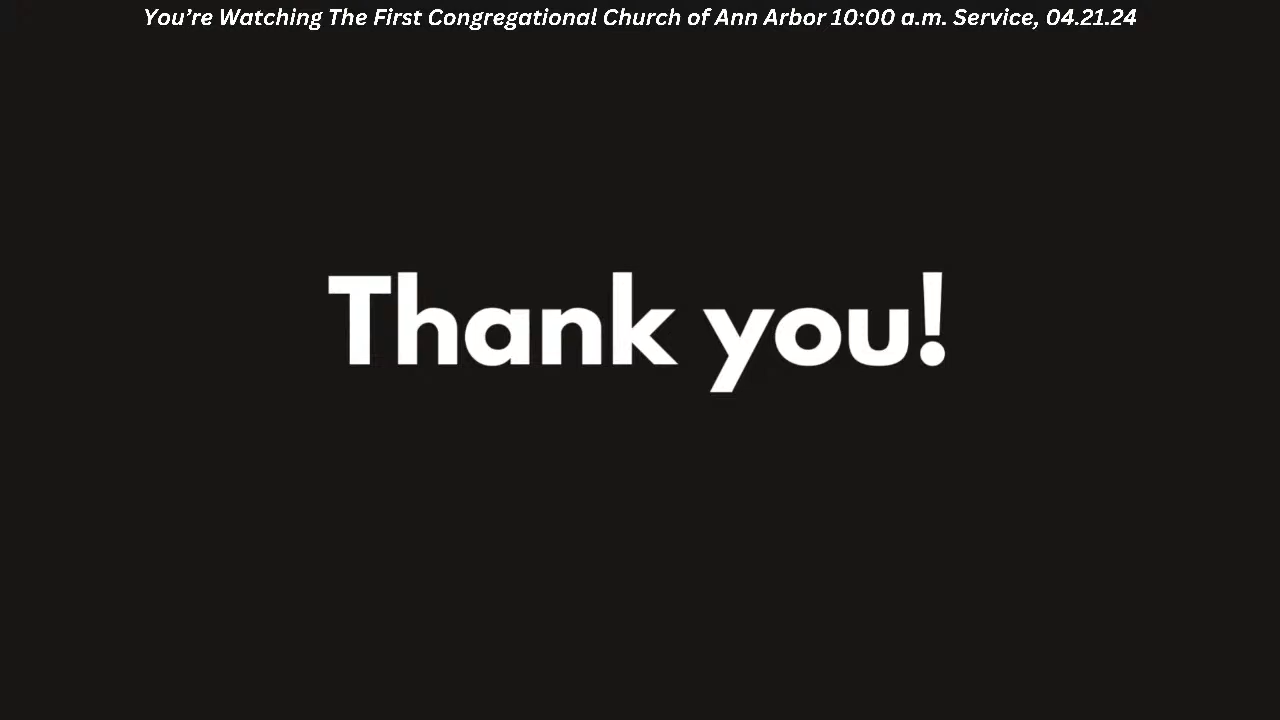 You’re Watching The First Congregational Church of Ann Arbor 10:00 a.m. Service, 04.21.24
Thank you!